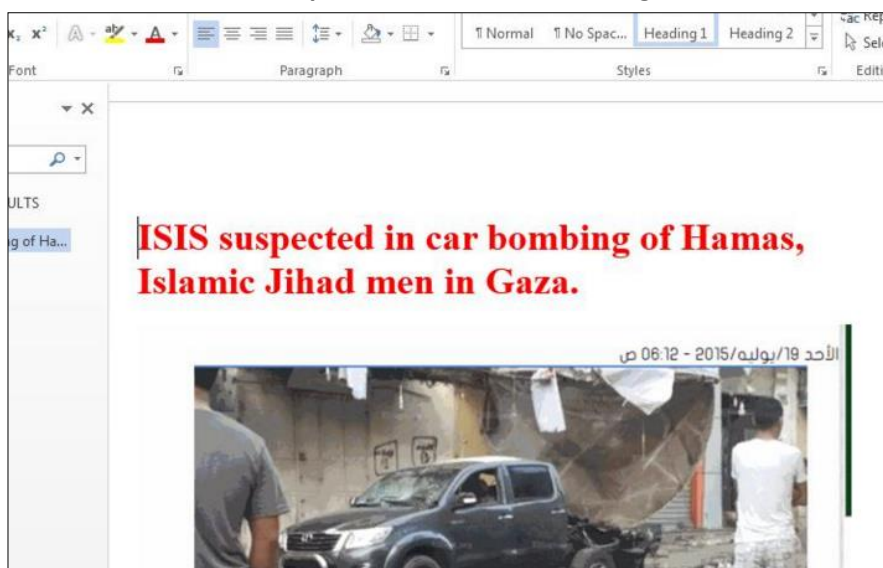 Font
Paragraph
¶ Normal ¶ No Spac... Heading 1 Heading 2
Styles
ULTS
g of Ha...
ISIS suspected in car bombing of Hamas,
Islamic Jihad men in Gaza.
الأحد 19/يوليه/2015 - 06:12 ص